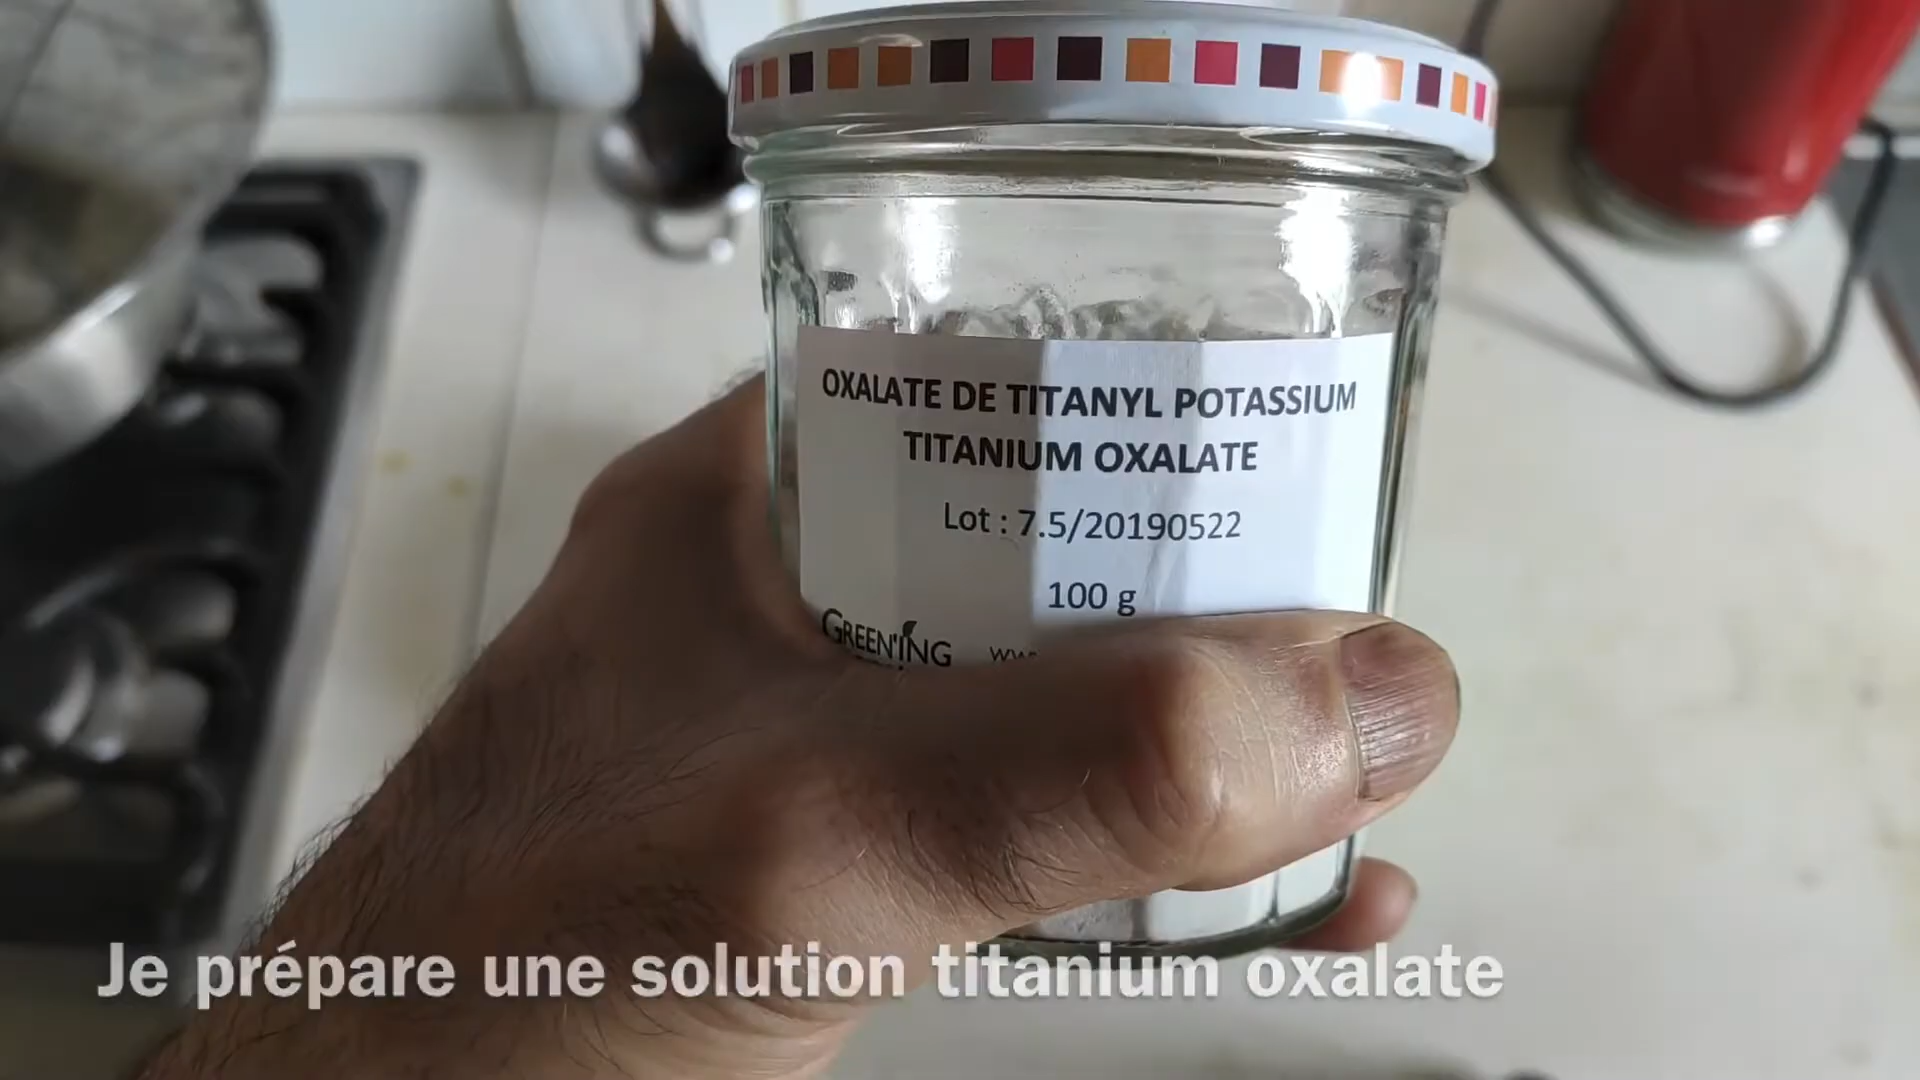 OXALATE DE TITANYL POTASSIUM
TITANIUM OXALATE
Lot : 7.5/20190522
100 g
GREEN'ING
Je prépare une solution titanium oxalate